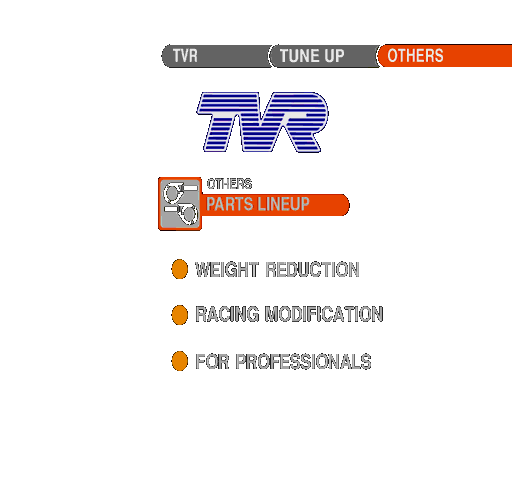 TVR TUNE UP OTHERS
TVR
OTHERS
PARTS LINEUP
WEIGHT REDUCTION
RACING MODIFICATION
FOR PROFESSIONALS